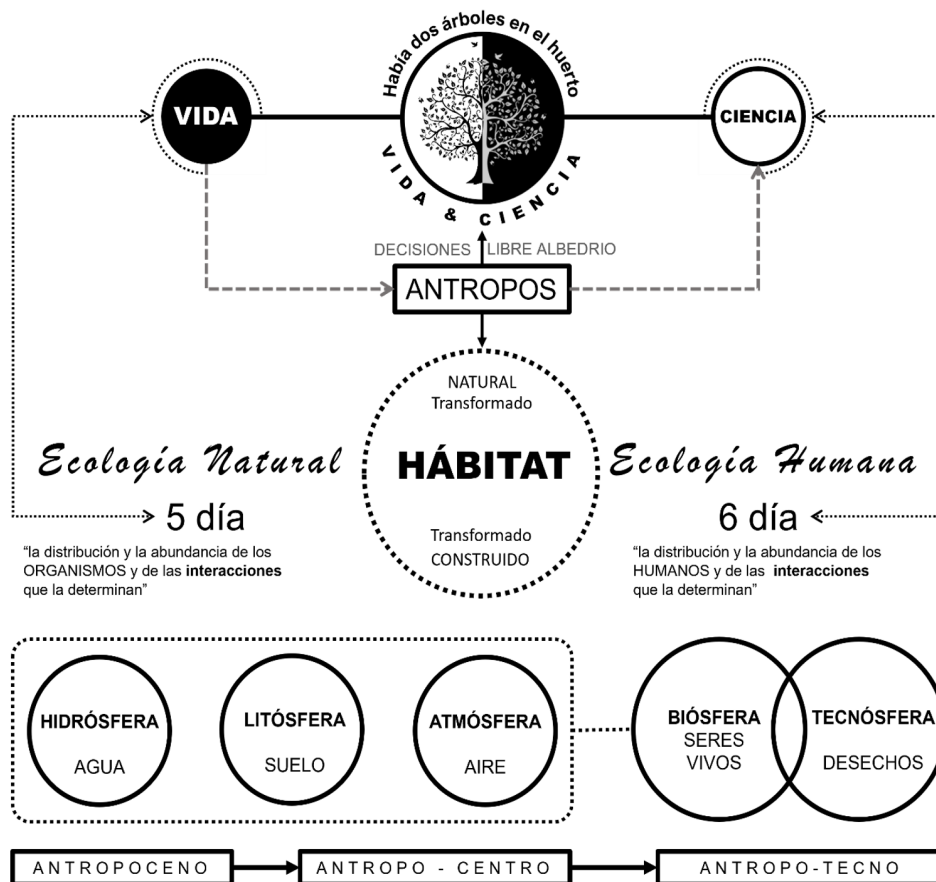 Había dos árboles en el huerto
VIDA
CIENCIA
VIDA & CIENCIA
DECISIONES LIBRE ALBEDRIO
ANTROPOS
NATURAL
Transformado
HÁBITAT
Transformado
CONSTRUIDO
Ecología Natural
5 día
“la distribución y la abundancia de los
ORGANISMOS y de las interacciones
que la determinan”
Ecología Humana
6 día
“la distribución y la abundancia de los
HUMANOS y de las interacciones
que la determinan”
HIDRÓSFERA
AGUA
LITÓSFERA
SUELO
ATMÓSFERA
AIRE
BIÓSFERA
SERES
VIVOS
TECNÓSFERA
DESECHOS
ANTROPOCENO
ANTROPO - CENTRO
ANTROPO-TECNO